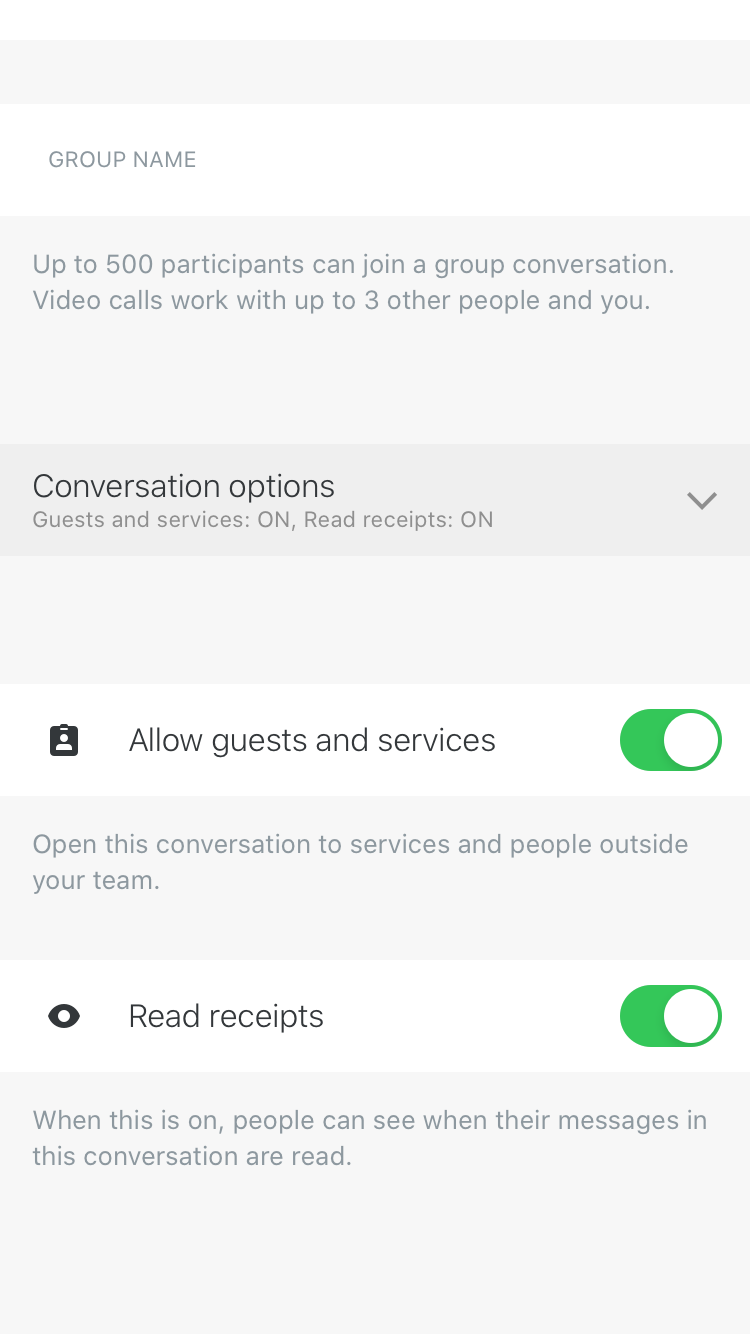 GROUP NAME
Up to 500 participants can join a group conversation.
Video calls work with up to 3 other people and you.
Conversation options
Guests and services: ON, Read receipts: ON
Allow guests and services
Open this conversation to services and people outside
your team.
Read receipts
When this is on, people can see when their messages in
this conversation are read.